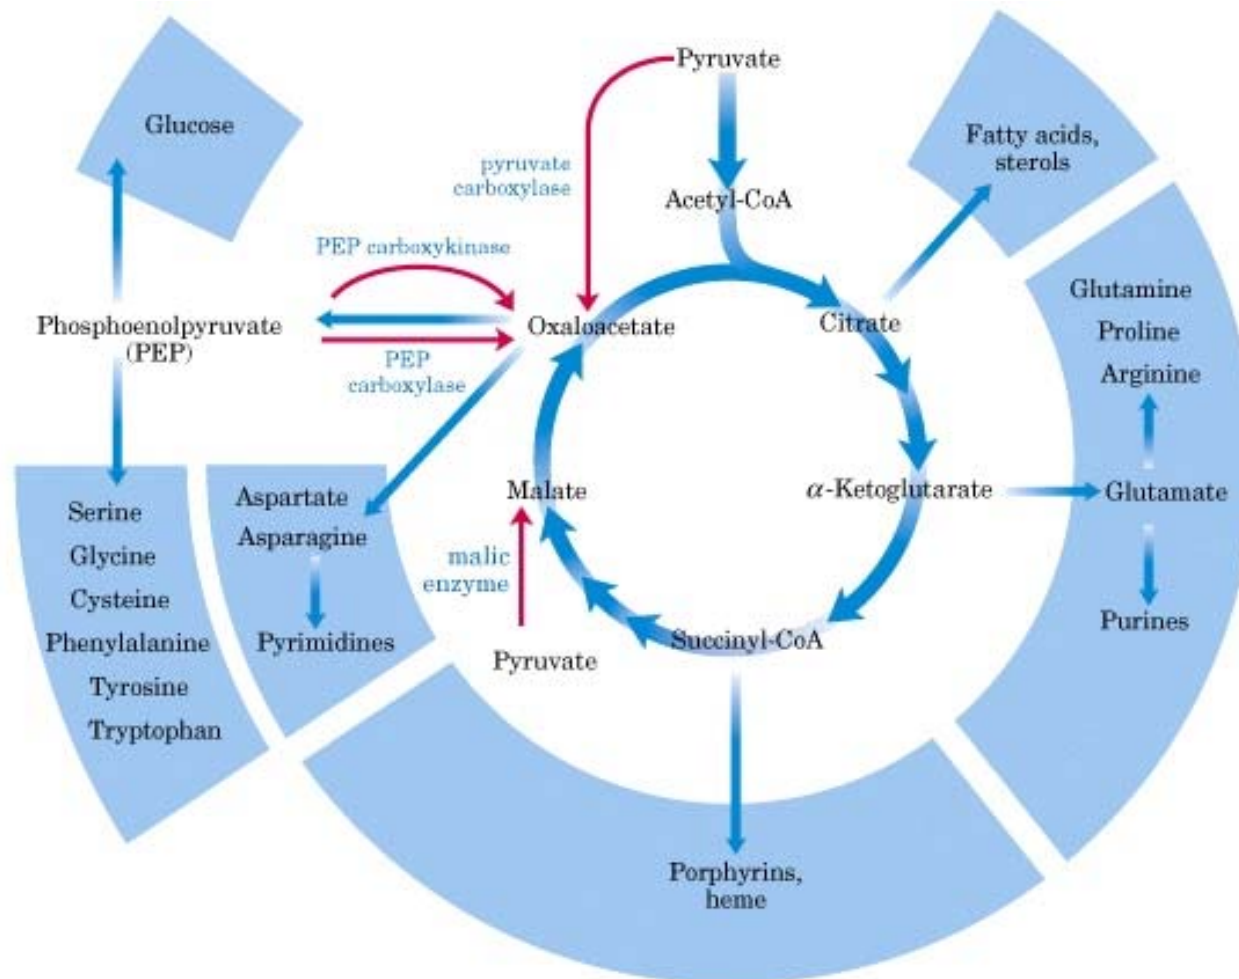 Pyruvate
Glucose
Fatty acids,
sterols
pyruvate
carboxylase
Acetyl-CoA
PEP carboxykinase
Glutamine
Phosphoenolpyruvate
(PEP)
Oxaloacetate
Citrate
Proline
PEP
carboxylase
Arginine
Aspartate
Asparagine
Pyrimidines
Malate
α-Ketoglutarate
Glutamate
Serine
Glycine
Cysteine
Phenylalanine
Tyrosine
Tryptophan
malic
enzyme
Pyruvate
Succinyl-CoA
Purines
Porphyrins,
heme